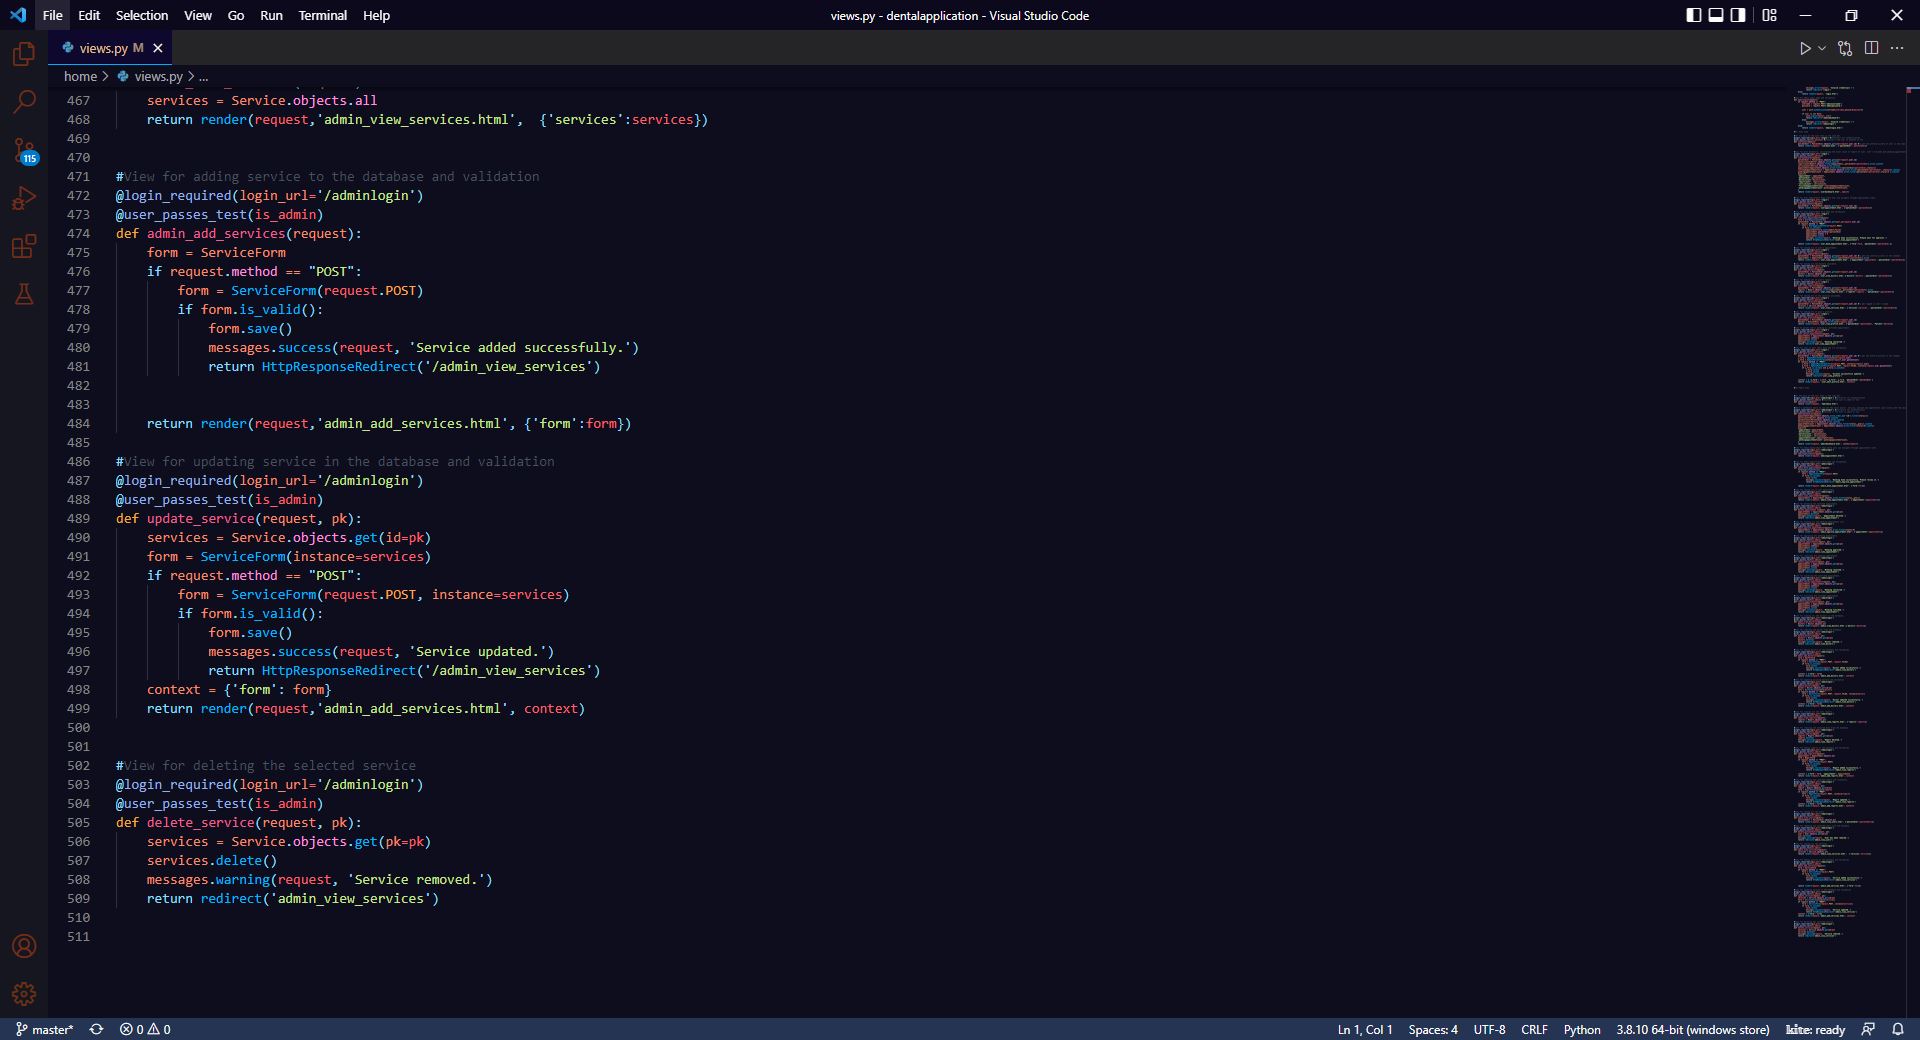 File Edit Selection View Go Run Terminal Help
views.py - dentalapplication - Visual Studio Code
views.py M
home > views.py > ...
467 services = Service.objects.all
468 return render(request,'admin_view_services.html',  {'services':services})
469
470
471 #View for adding service to the database and validation
472 @login_required(login_url='/adminlogin')
473 @user_passes_test(is_admin)
474 def admin_add_services(request):
475 form = ServiceForm
476 if request.method == "POST":
477 form = ServiceForm(request.POST)
478 if form.is_valid():
479 form.save()
480 messages.success(request, 'Service added successfully.')
481 return HttpResponseRedirect('/admin_view_services')
482
483
484 return render(request,'admin_add_services.html', {'form':form})
485
486 #View for updating service in the database and validation
487 @login_required(login_url='/adminlogin')
488 @user_passes_test(is_admin)
489 def update_service(request, pk):
490 services = Service.objects.get(id=pk)
491 form = ServiceForm(instance=services)
492 if request.method == "POST":
493 form = ServiceForm(request.POST, instance=services)
494 if form.is_valid():
495 form.save()
496 messages.success(request, 'Service updated.')
497 return HttpResponseRedirect('/admin_view_services')
498 context = {'form': form}
499 return render(request,'admin_add_services.html', context)
500
501
502 #View for deleting the selected service
503 @login_required(login_url='/adminlogin')
504 @user_passes_test(is_admin)
505 def delete_service(request, pk):
506 services = Service.objects.get(pk=pk)
507 services.delete()
508 messages.warning(request, 'Service removed.')
509 return redirect('admin_view_services')
510
511
115
master* 0 0
Ln 1, Col 1 Spaces: 4 UTF-8 CRLF Python 3.8.10 64-bit (windows store) kite: ready